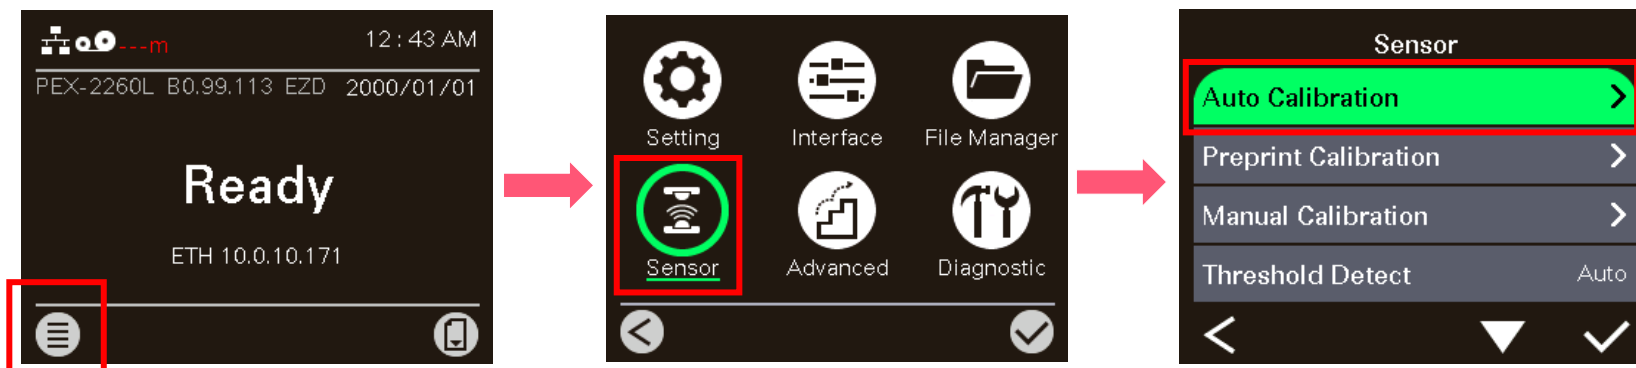 ---m 12 : 43 AM
PEX-2260L B0.99.113 EZD 2000/01/01
Ready
ETH 10.0.10.171
Setting Interface File Manager
Sensor Advanced Diagnostic
Sensor
Auto Calibration
Preprint Calibration
Manual Calibration
Threshold Detect Auto